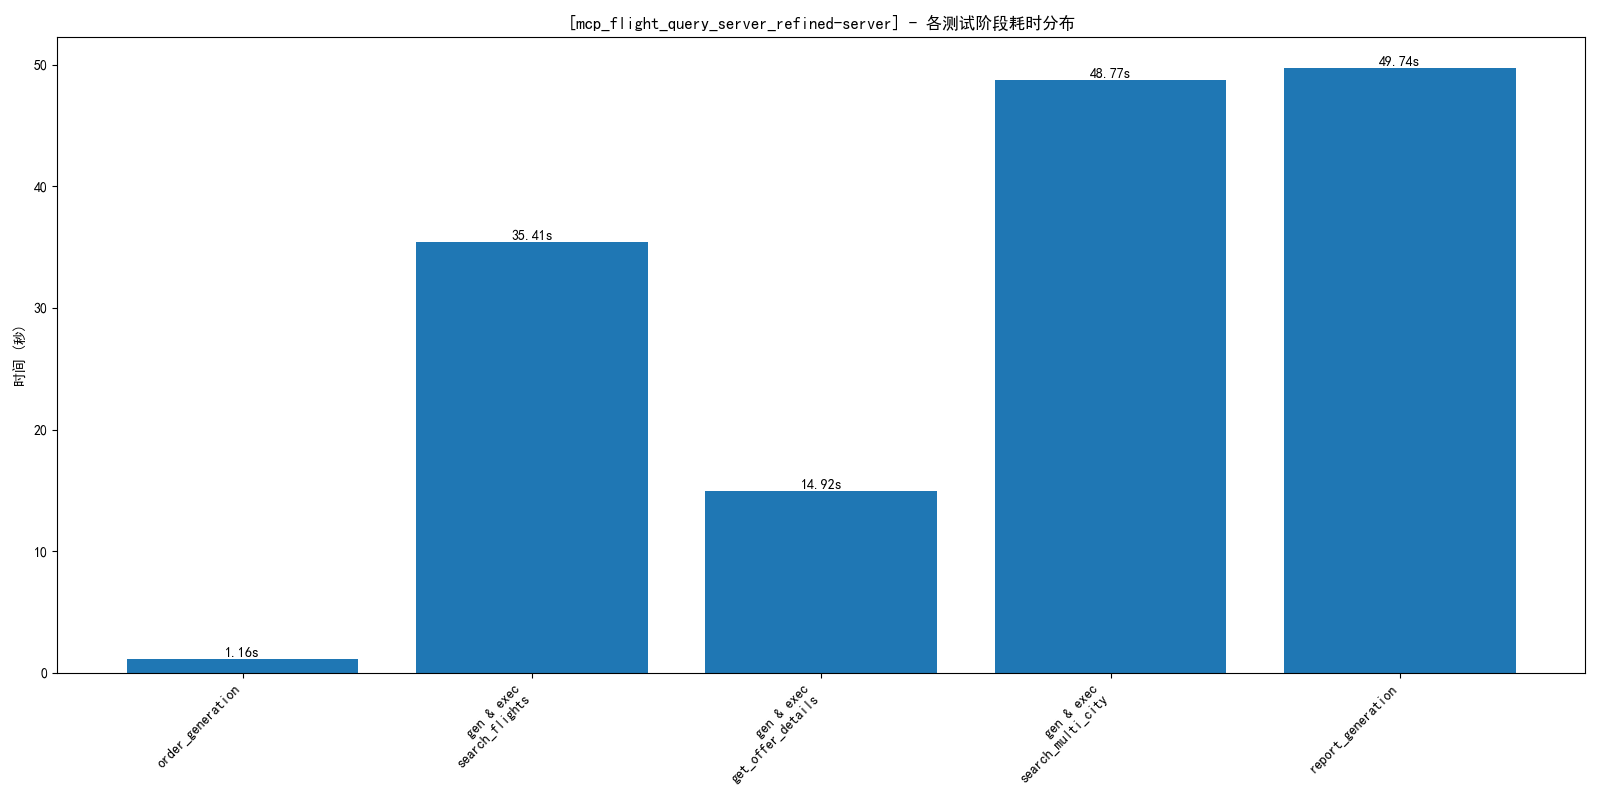 [mcp_flight_query_server_refined-server] - 各测试阶段耗时分布
时间 (秒)
50
40
30
20
10
0
1.16s
35.41s
14.92s
48.77s
49.74s
order_generation
gen & exec
search_flights
gen & exec
get_offer_details
gen & exec
search_multi_city
report_generation